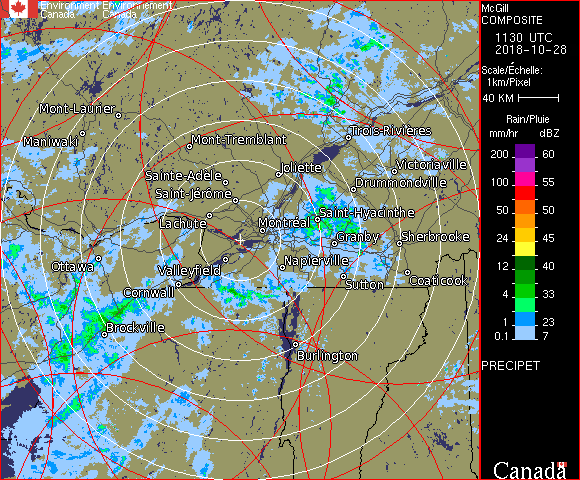 Environment Environnement
Canada Canada
McGill
COMPOSITE
1130 UTC
2018-10-28
Scale/Échelle:
1km/Pixel
40 KM
Rain/Pluie
mm/hr dBZ
200 60
100 55
50 50
24 45
12 40
4 33
2 23
0.1 7
PRECIPET
Mont-Laurier
Maniwaki
Mont-Tremblant
Trois-Rivières
Joliette
Victoriaville
Sainte-Adèle
Drummondville
Saint-Jérôme
Saint-Hyacinthe
Lachute
Montréal
Granby
Sherbrooke
Ottawa
Valleyfield
Napierville
Cornwall
Sutton
Coaticook
Brockville
Burlington
Canada